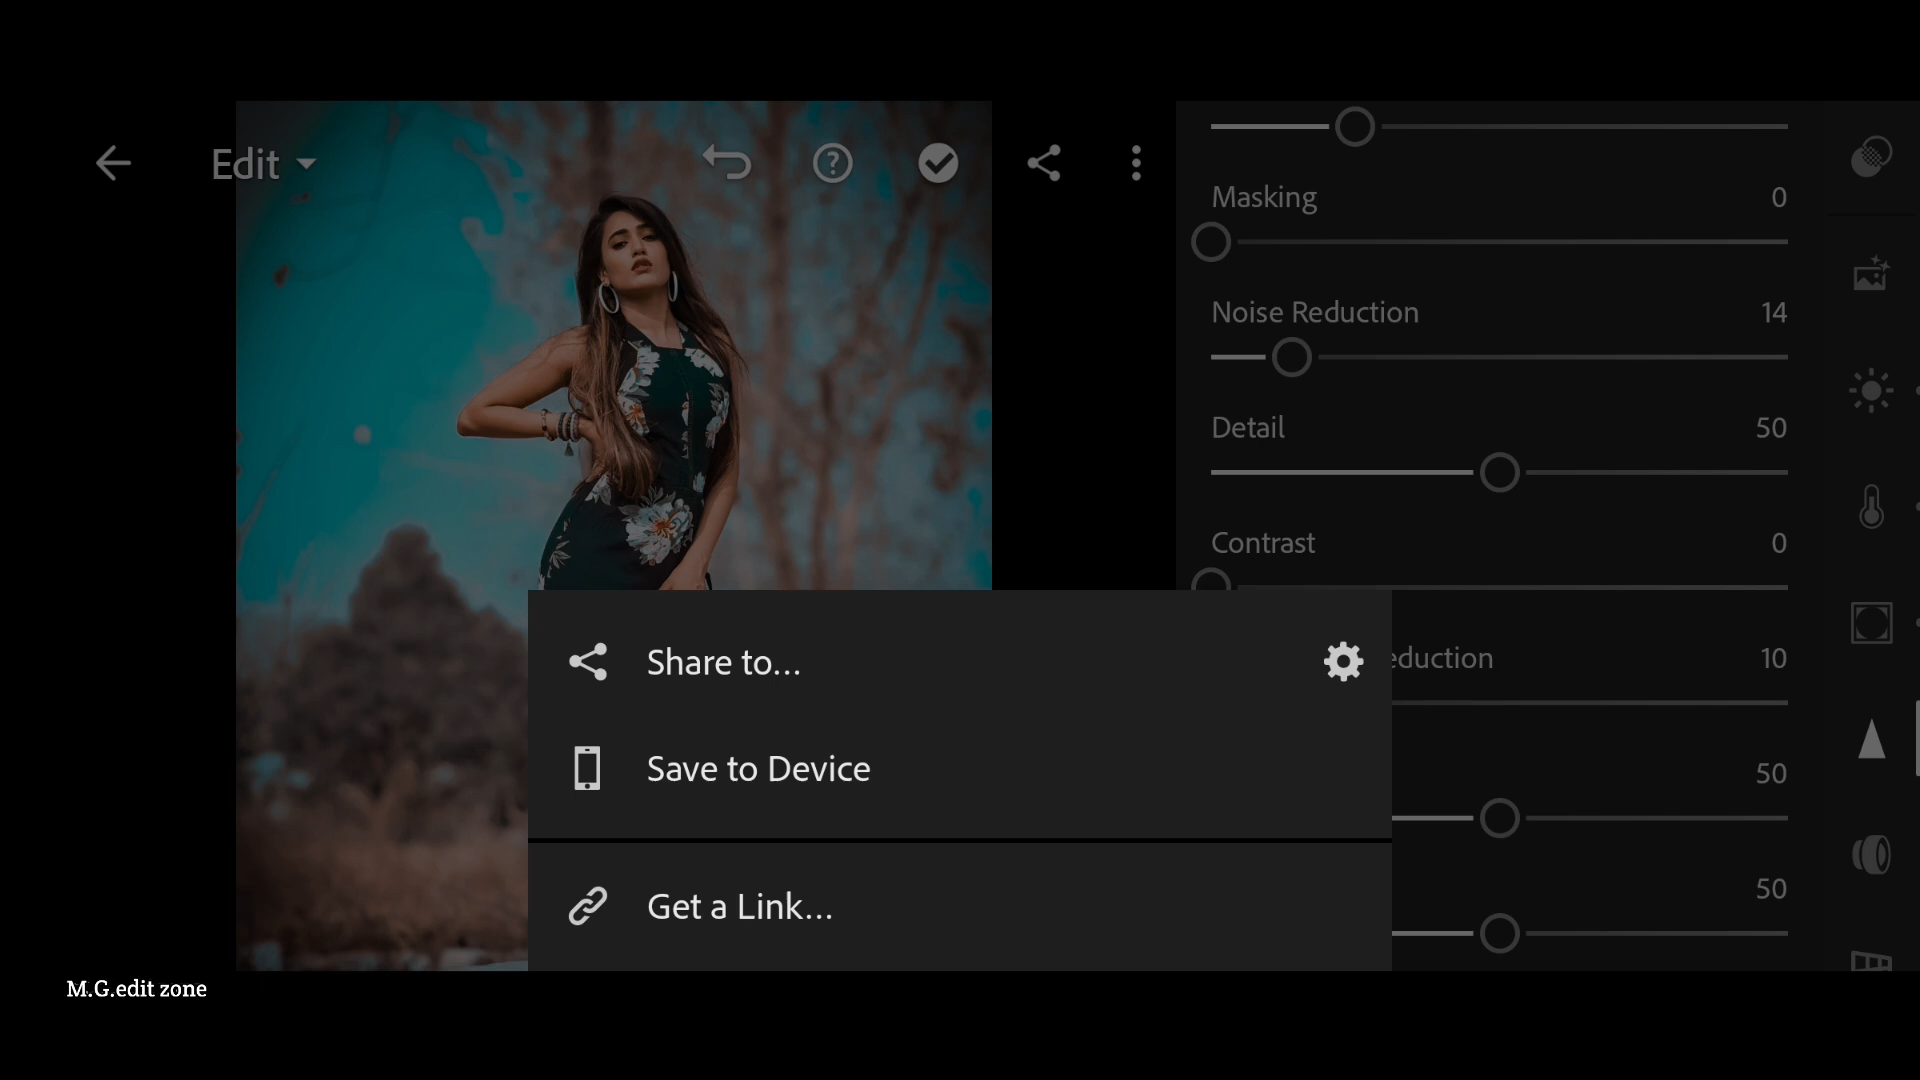 Edit
Masking 0
Noise Reduction 14
Detail 50
Contrast 0
eduction 10
50
50
Share to...
Save to Device
Get a Link...
M.G.edit zone